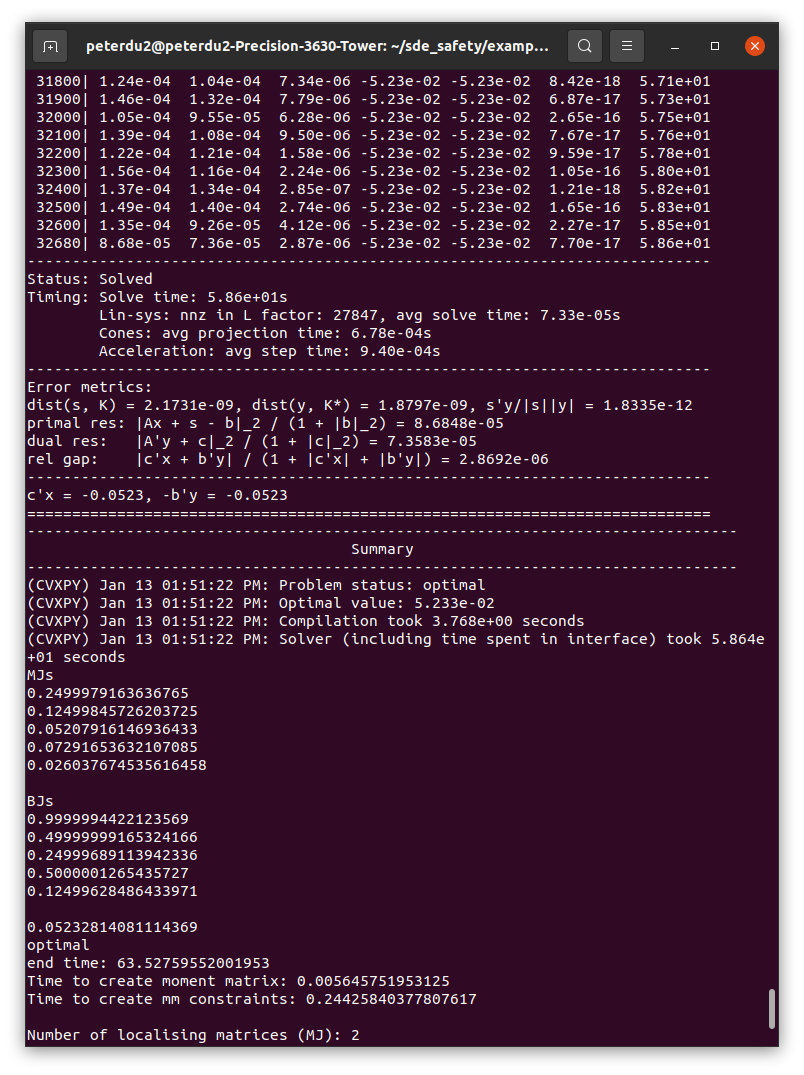 peterdu2@peterdu2-Precision-3630-Tower: ~/sde_safety/examp...
31800| 1.24e-04  1.04e-04  7.34e-06 -5.23e-02 -5.23e-02  8.42e-18  5.71e+01
31900| 1.46e-04  1.32e-04  7.79e-06 -5.23e-02 -5.23e-02  6.87e-17  5.73e+01
32000| 1.05e-04  9.55e-05  6.28e-06 -5.23e-02 -5.23e-02  2.65e-16  5.75e+01
32100| 1.39e-04  1.08e-04  9.50e-06 -5.23e-02 -5.23e-02  7.67e-17  5.76e+01
32200| 1.22e-04  1.21e-04  1.58e-06 -5.23e-02 -5.23e-02  9.59e-17  5.78e+01
32300| 1.56e-04  1.16e-04  2.24e-06 -5.23e-02 -5.23e-02  1.05e-16  5.80e+01
32400| 1.37e-04  1.34e-04  2.85e-07 -5.23e-02 -5.23e-02  1.21e-18  5.82e+01
32500| 1.49e-04  1.40e-04  2.74e-06 -5.23e-02 -5.23e-02  1.65e-16  5.83e+01
32600| 1.35e-04  9.26e-05  4.12e-06 -5.23e-02 -5.23e-02  2.27e-17  5.85e+01
32680| 8.68e-05  7.36e-05  2.87e-06 -5.23e-02 -5.23e-02  7.70e-17  5.86e+01
----------------------------------------------------------------------------
Status: Solved
Timing: Solve time: 5.86e+01s
        Lin-sys: nnz in L factor: 27847, avg solve time: 7.33e-05s
        Cones: avg projection time: 6.78e-04s
        Acceleration: avg step time: 9.40e-04s
----------------------------------------------------------------------------
Error metrics:
dist(s, K) = 2.1731e-09, dist(y, K*) = 1.8797e-09, s'y/|s||y| = 1.8335e-12
primal res: |Ax + s - b|_2 / (1 + |b|_2) = 8.6848e-05
dual res:   |A'y + c|_2 / (1 + |c|_2) = 7.3583e-05
rel gap:    |c'x + b'y| / (1 + |c'x| + |b'y|) = 2.8692e-06
----------------------------------------------------------------------------
c'x = -0.0523, -b'y = -0.0523
============================================================================
-------------------------------------------------------------------------------
                                    Summary
-------------------------------------------------------------------------------
(CVXPY) Jan 13 01:51:22 PM: Problem status: optimal
(CVXPY) Jan 13 01:51:22 PM: Optimal value: 5.233e-02
(CVXPY) Jan 13 01:51:22 PM: Compilation took 3.768e+00 seconds
(CVXPY) Jan 13 01:51:22 PM: Solver (including time spent in interface) took 5.864e
+01 seconds
MJs
0.2499979163636765
0.12499845726203725
0.05207916146936433
0.07291653632107085
0.026037674535616458

BJs
0.9999994422123569
0.49999999165324166
0.24999689113942336
0.5000001265435727
0.12499628486433971

0.05232814081114369
optimal
end time: 63.52759552001953
Time to create moment matrix: 0.005645751953125
Time to create mm constraints: 0.24425840377807617

Number of localising matrices (MJ): 2